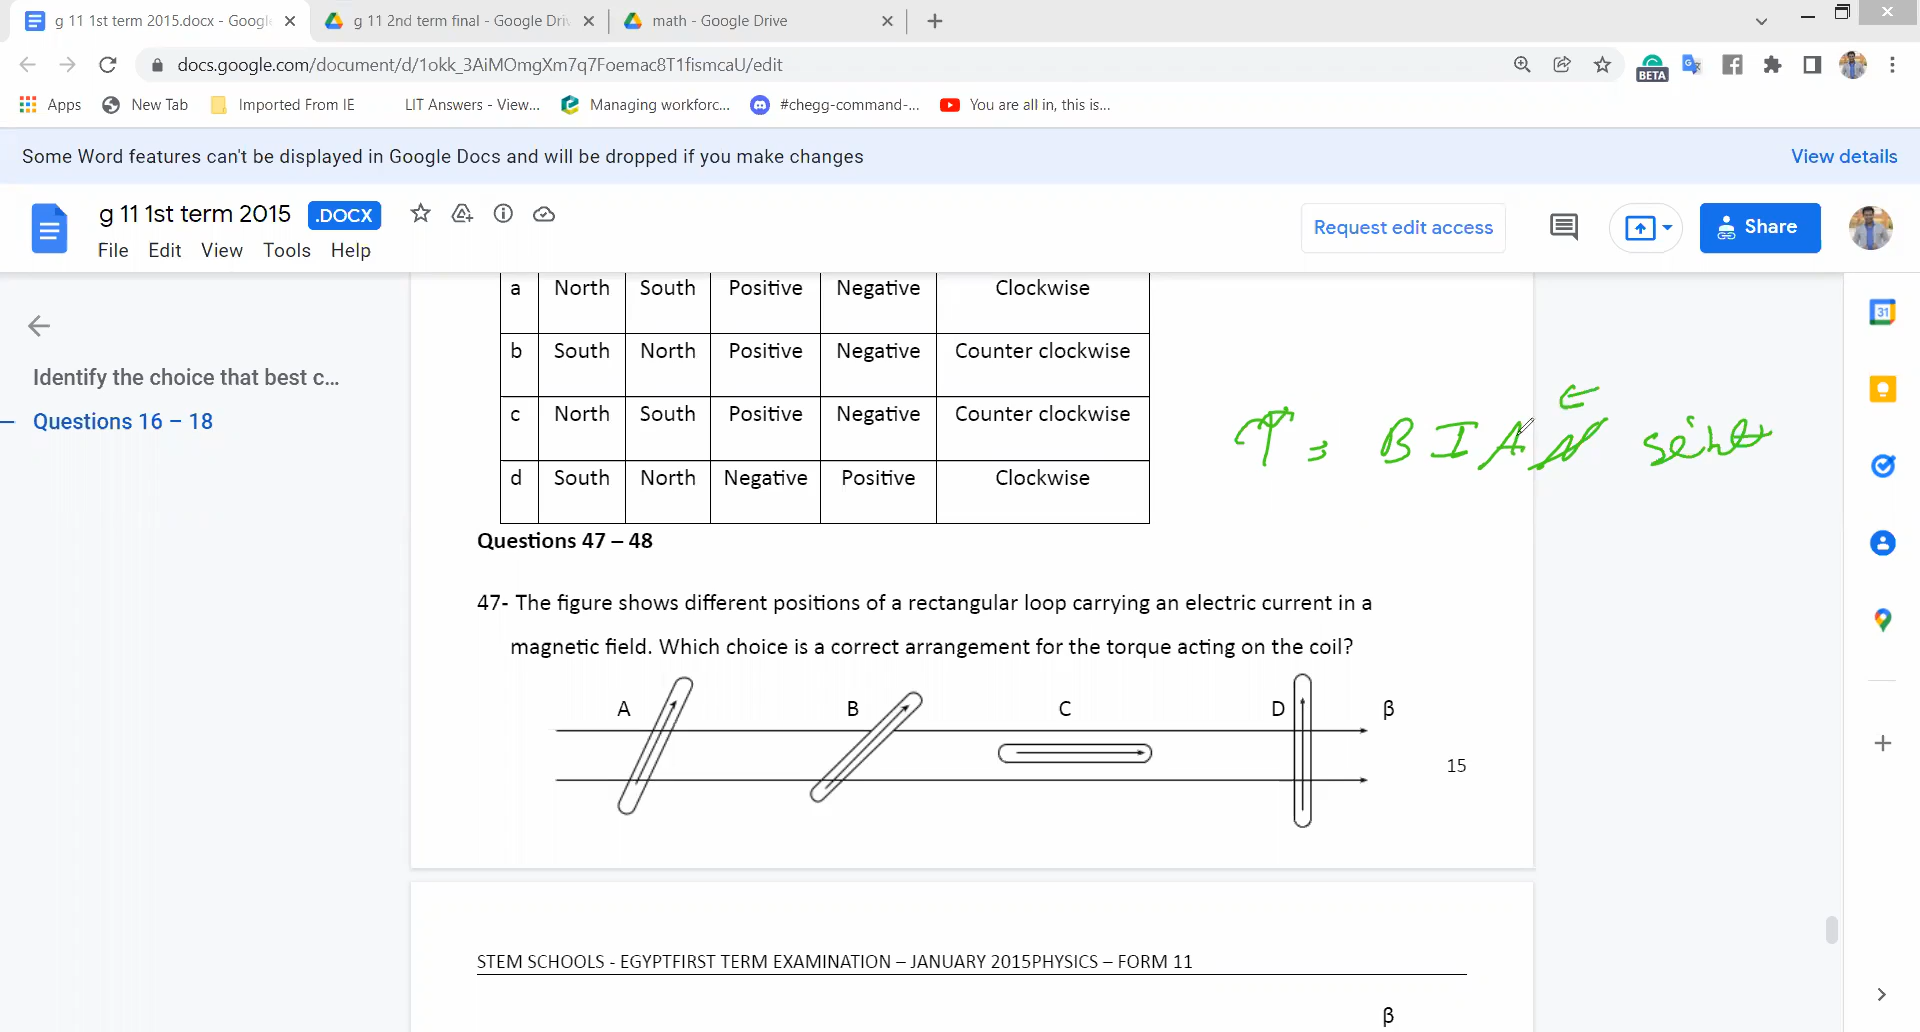 g 11 1st term 2015.docx - Googl
g 11 2nd term final - Google Dri
math - Google Drive
docs.google.com/document/d/1okk_3AiMOmgXm7q7Foemac8T1fismcaU/edit
BETA
Apps
New Tab
Imported From IE
LIT Answers - View...
Managing workforc...
#chegg-command-...
You are all in, this is...
Some Word features can't be displayed in Google Docs and will be dropped if you make changes
View details
g 11 1st term 2015 .DOCX
Request edit access
Share
File Edit View Tools Help
Identify the choice that best c...
Questions 16 – 18
a North South Positive Negative Clockwise
b South North Positive Negative Counter clockwise
c North South Positive Negative Counter clockwise
d South North Negative Positive Clockwise
= B I A
Questions 47 – 48
47- The figure shows different positions of a rectangular loop carrying an electric current in a
magnetic field. Which choice is a correct arrangement for the torque acting on the coil?
A B C D β
15
STEM SCHOOLS - EGYPTFIRST TERM EXAMINATION – JANUARY 2015PHYSICS – FORM 11
β
31